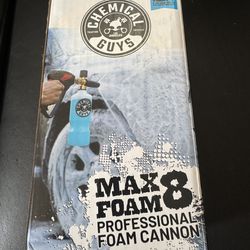 CHEMICAL
GUYS
MAX
FOAM 8
PROFESSIONAL
FOAM CANNON